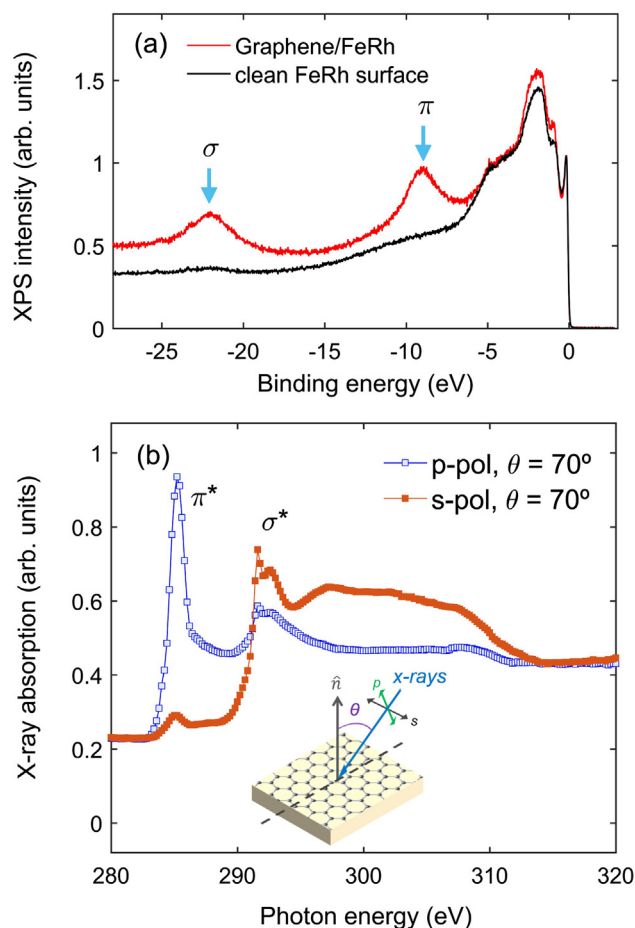 (a)
Graphene/FeRh
clean FeRh surface
σ
π
XPS intensity (arb. units)
1.5
1
0.5
0
-25 -20 -15 -10 -5 0
Binding energy (eV)
(b)
p-pol, θ = 70º
s-pol, θ = 70º
π*
σ*
X-ray absorption (arb. units)
1
0.8
0.6
0.4
0.2
0
n̂
θ
x-rays
p
s
280 290 300 310 320
Photon energy (eV)